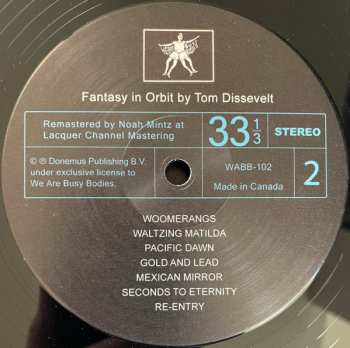 Fantasy in Orbit by Tom Dissevelt
Remastered by Noah Mintz at
Lacquer Channel Mastering
33 1/3
STEREO
© ℗ Donemus Publishing B.V.
under exclusive license to
We Are Busy Bodies.
WABB-102
Made in Canada
2
WOOMERANGS
WALTZING MATILDA
PACIFIC DAWN
GOLD AND LEAD
MEXICAN MIRROR
SECONDS TO ETERNITY
RE-ENTRY